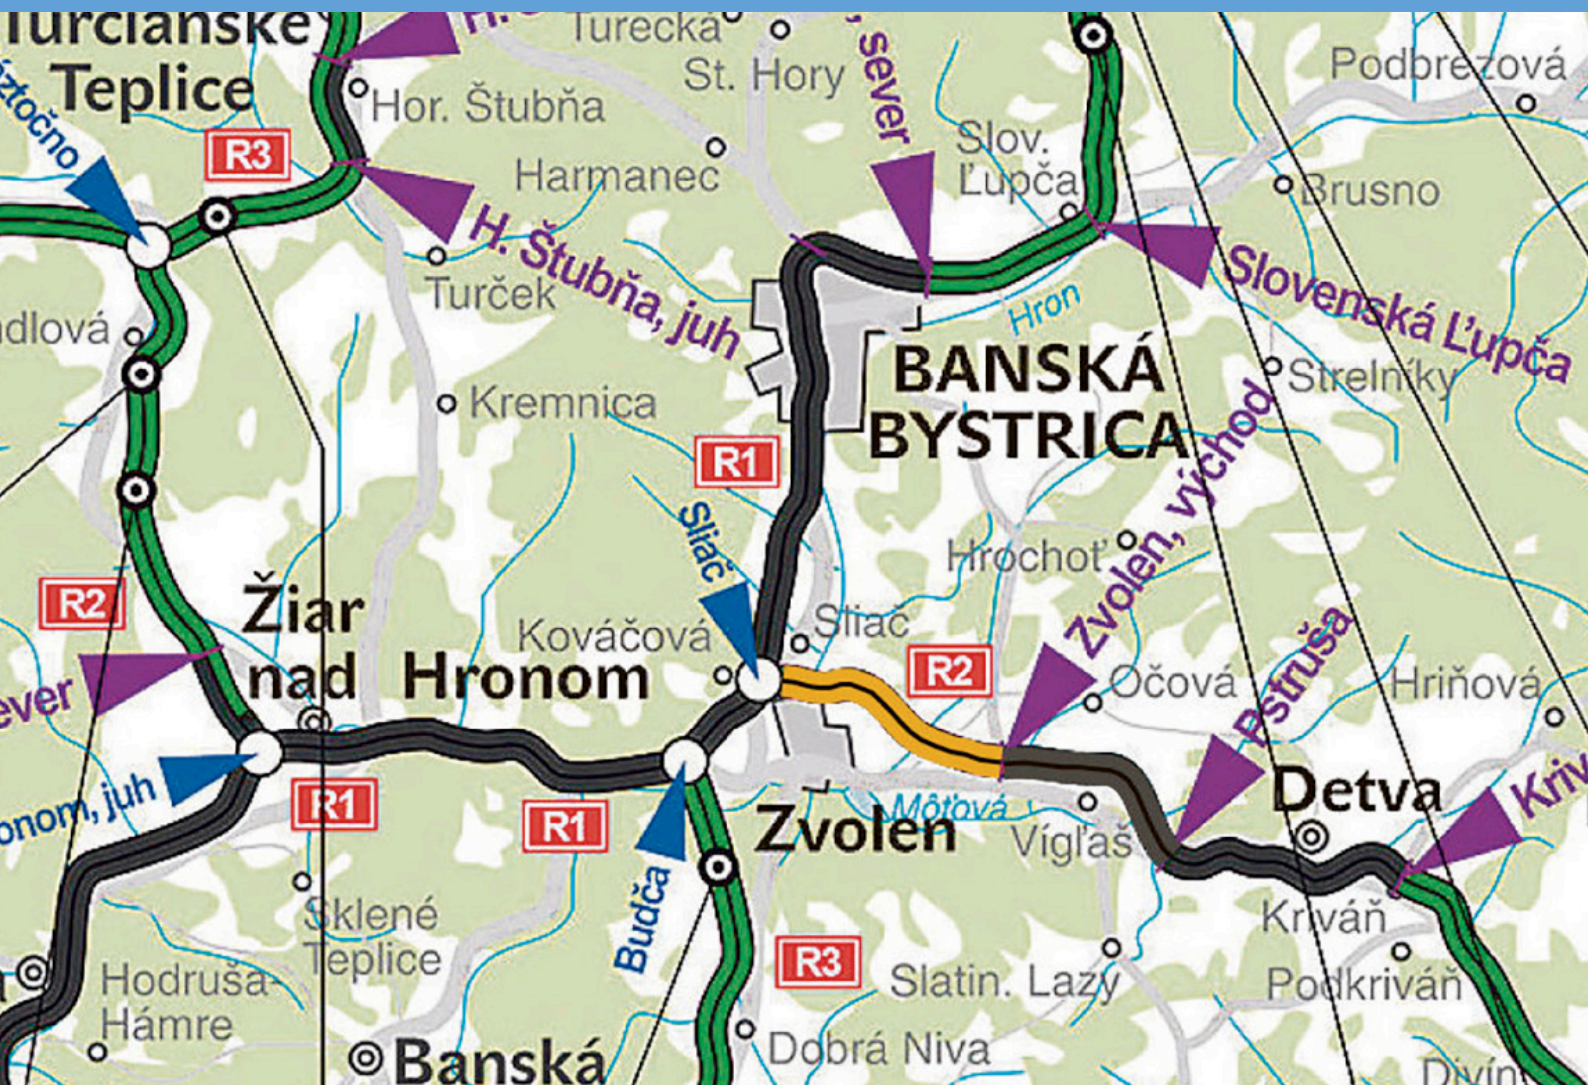 Turčianske
Teplice
Turecká
St. Hory
sever
Podbrezová
Hor. Štubňa
R3
Slov.
Ľupča
Harmanec
Brusno
H. Štubňa, juh
Turček
Slovenská Ľupča
Hron
BANSKÁ
BYSTRICA
Strelníky
Kremnica
R1
Zvolen, východ
Sliač
Hrochoť
R2
Žiar
nad Hronom
Kováčová
Sliač
R2
Očová
Pstruša
Hriňová
R1
R1
Zvolen
Môťová
Vígľaš
Detva
Budča
Sklené
Teplice
Kriváň
R3
Slatin. Lazy
Podkriváň
Hodruša-
Hámre
Dobrá Niva
Banská